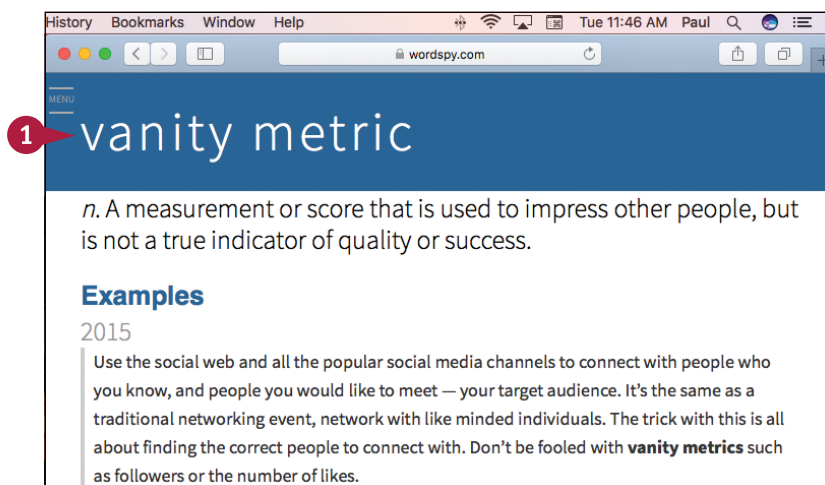 History Bookmarks Window Help Tue 11:46 AM Paul
wordspy.com
MENU
1
vanity metric
n. A measurement or score that is used to impress other people, but
is not a true indicator of quality or success.
Examples
2015
Use the social web and all the popular social media channels to connect with people who
you know, and people you would like to meet — your target audience. It’s the same as a
traditional networking event, network with like minded individuals. The trick with this is all
about finding the correct people to connect with. Don’t be fooled with vanity metrics such
as followers or the number of likes.